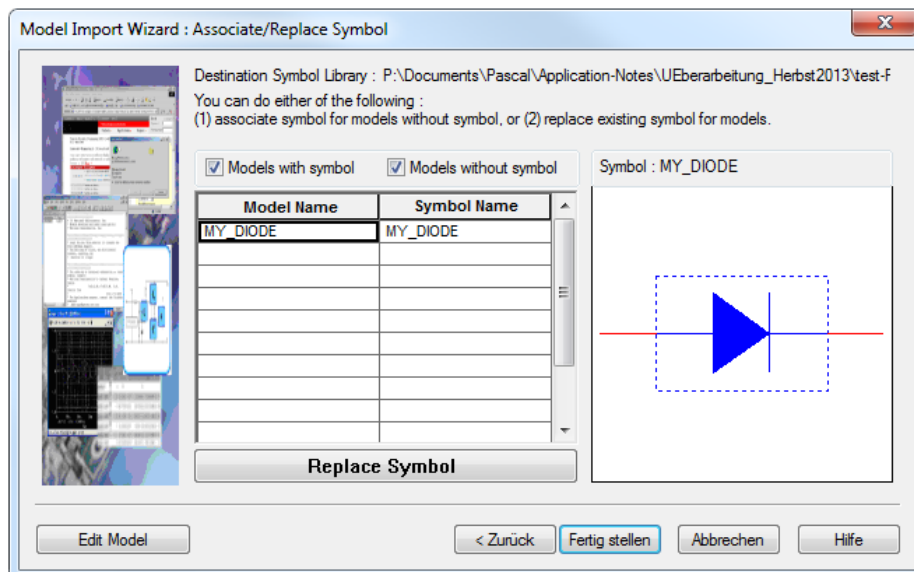 Model Import Wizard : Associate/Replace Symbol
Destination Symbol Library : P:\Documents\Pascal\Application-Notes\UEberarbeitung_Herbst2013\test-F
You can do either of the following :
(1) associate symbol for models without symbol, or (2) replace existing symbol for models.
Models with symbol
Models without symbol
Symbol : MY_DIODE
Model Name
Symbol Name
MY_DIODE
MY_DIODE
Replace Symbol
Edit Model
< Zurück
Fertig stellen
Abbrechen
Hilfe